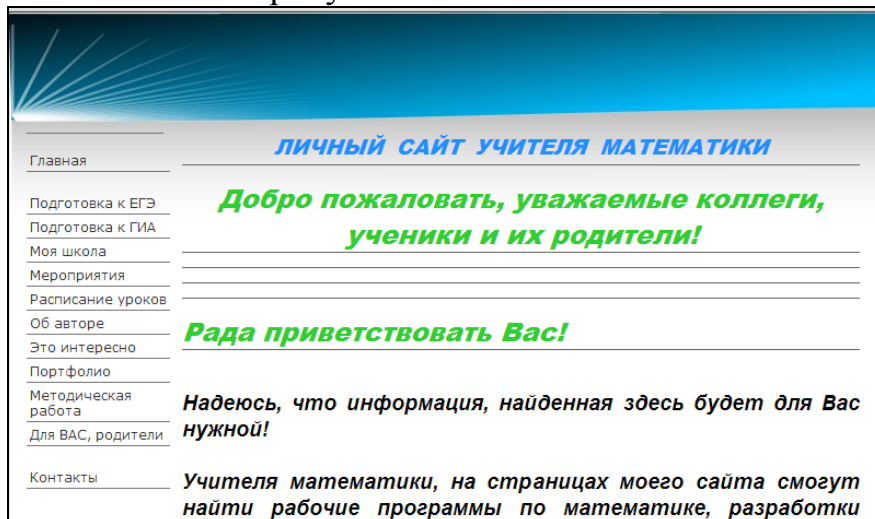 Главная
Подготовка к ЕГЭ
Подготовка к ГИА
Моя школа
Мероприятия
Расписание уроков
Об авторе
Это интересно
Портфолио
Методическая
работа
Для ВАС, родители
Контакты
ЛИЧНЫЙ САЙТ УЧИТЕЛЯ МАТЕМАТИКИ
Добро пожаловать, уважаемые коллеги,
ученики и их родители!
Рада приветствовать Вас!
Надеюсь, что информация, найденная здесь будет для Вас
нужной!
Учителя математики, на страницах моего сайта смогут
найти рабочие программы по математике, разработки